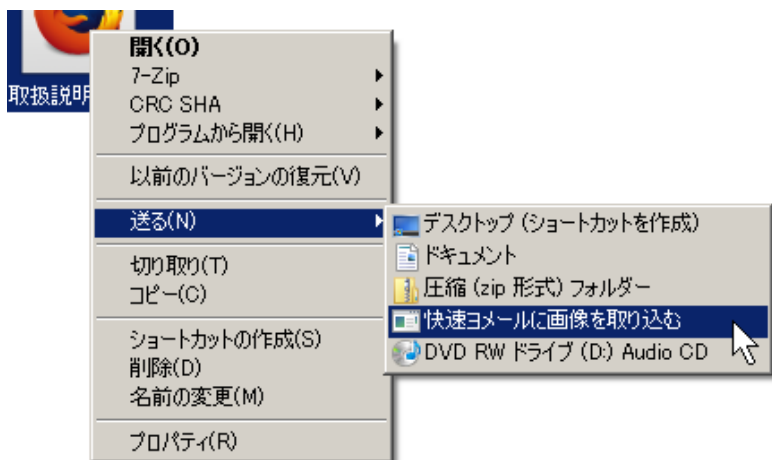 取扱説明
開く(O)
7-Zip
CRC SHA
プログラムから開く(H)
以前のバージョンの復元(V)
送る(N)
切り取り(T)
コピー(C)
ショートカットの作成(S)
削除(D)
名前の変更(M)
プロパティ(R)
デスクトップ (ショートカットを作成)
ドキュメント
圧縮 (zip 形式) フォルダー
快速ヨメールに画像を取り込む
DVD RW ドライブ (D:) Audio CD